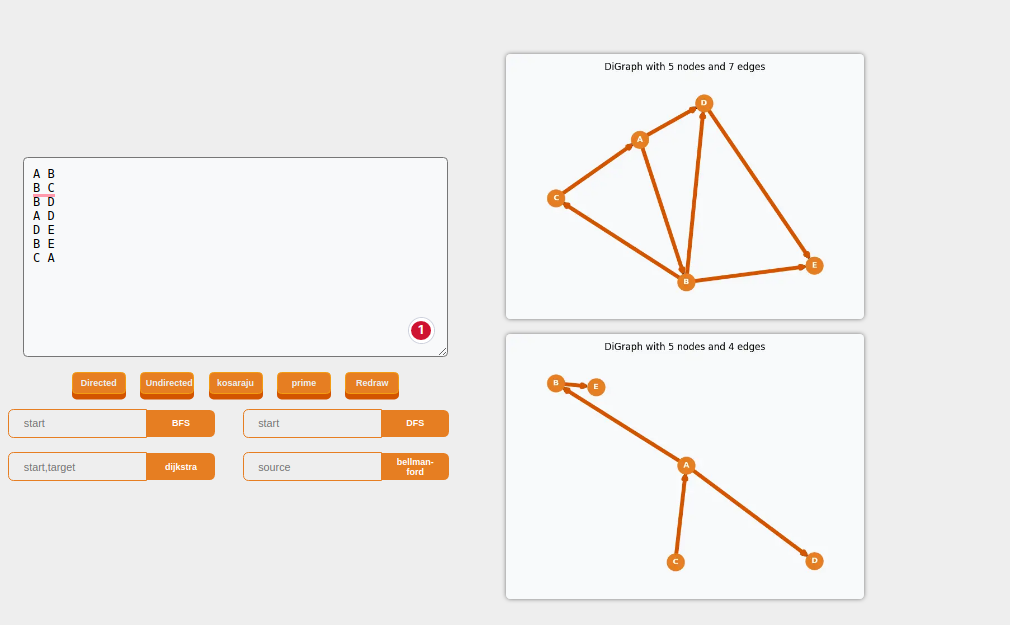 A B
B C
B D
A D
D E
B E
C A
1
Directed
Undirected
kosaraju
prime
Redraw
start
BFS
start
DFS
start,target
dijkstra
source
bellman-
ford
DiGraph with 5 nodes and 7 edges
D
A
C
E
B
DiGraph with 5 nodes and 4 edges
B
E
A
C
D